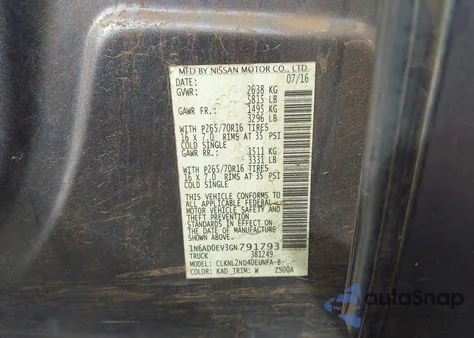 MFD BY NISSAN MOTOR CO., LTD.
DATE: 07/16
GVWR: 2638 KG
5815 LB
GAWR FR.: 1495 KG
3296 LB
WITH P265/70R16 TIRES
16 X 7.0 RIMS AT 35 PSI
COLD SINGLE
GAWR RR.: 1511 KG
3331 LB
WITH P265/70R16 TIRES
16 X 7.0 RIMS AT 35 PSI
COLD SINGLE
THIS VEHICLE CONFORMS TO
ALL APPLICABLE FEDERAL
MOTOR VEHICLE SAFETY AND
THEFT PREVENTION
STANDARDS IN EFFECT ON
THE DATE OF MANUFACTURE
SHOWN ABOVE.
1N6AD0EV3GN791793
TRUCK 381249
MODEL: CLKNL2ND40EUNFA-B-
COLOR: KAD TRIM: W ZSOOA
autoSnap